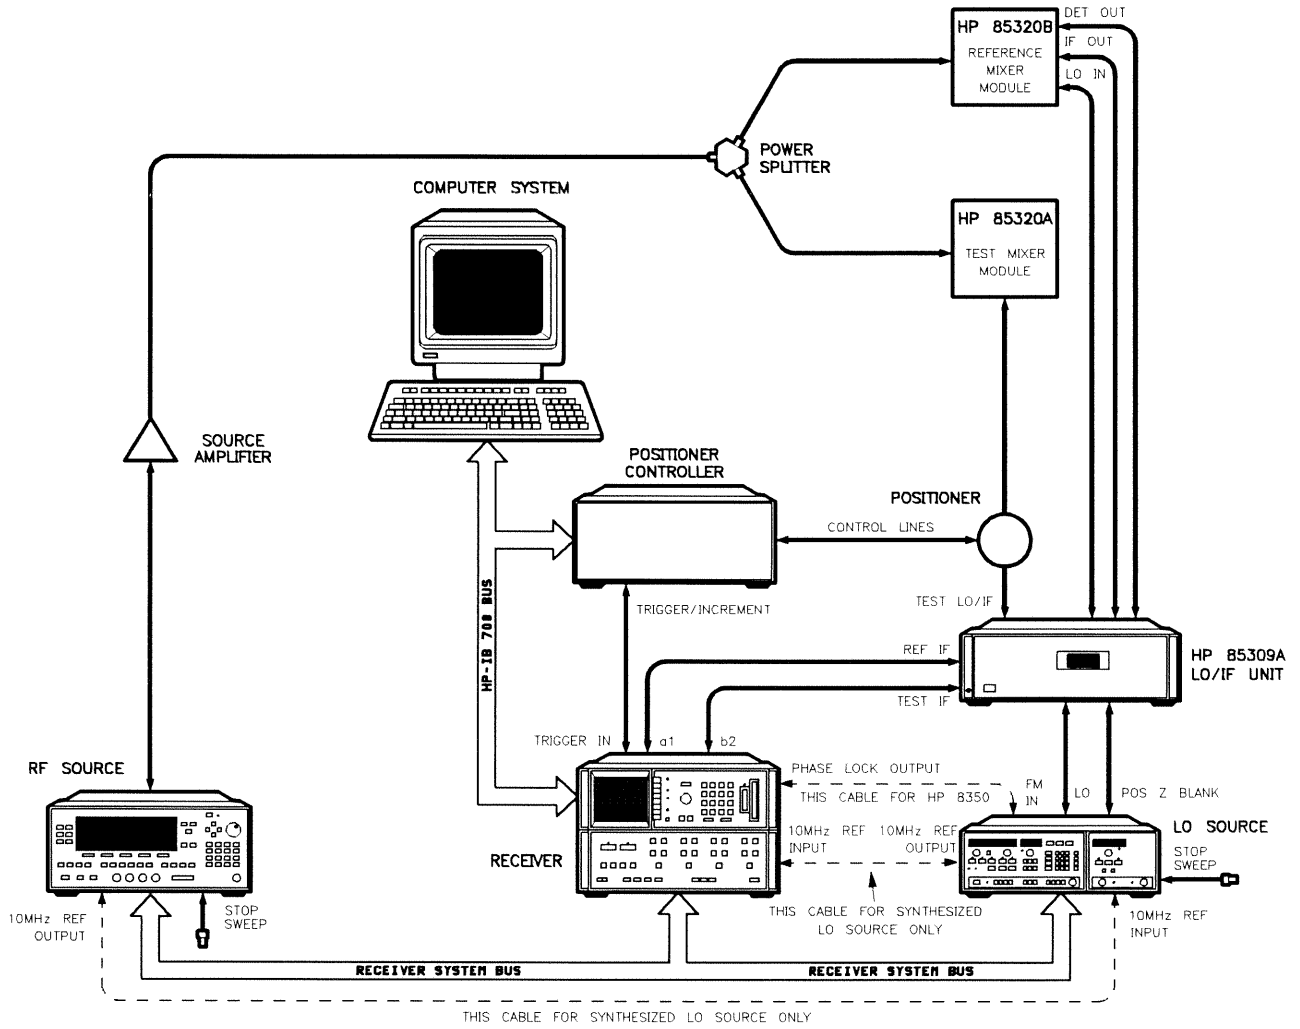 DET OUT
HP 85320B
IF OUT
REFERENCE
MIXER
MODULE
LO IN
POWER
SPLITTER
COMPUTER SYSTEM
HP 85320A
TEST MIXER
MODULE
SOURCE
AMPLIFIER
POSITIONER
CONTROLLER
POSITIONER
CONTROL LINES
HP-IB 708 BUS
TRIGGER/INCREMENT
TEST LO/IF
REF IF
HP 85309A
LO/IF UNIT
TEST IF
TRIGGER IN
a1
b2
RF SOURCE
PHASE LOCK OUTPUT
FM
IN
LO
POS Z BLANK
THIS CABLE FOR HP 8350
LO SOURCE
10MHz REF
INPUT
10MHz REF
OUTPUT
STOP
SWEEP
RECEIVER
10MHz REF
OUTPUT
STOP
SWEEP
THIS CABLE FOR SYNTHESIZED
LO SOURCE ONLY
10MHz REF
INPUT
RECEIVER SYSTEM BUS
RECEIVER SYSTEM BUS
THIS CABLE FOR SYNTHESIZED LO SOURCE ONLY